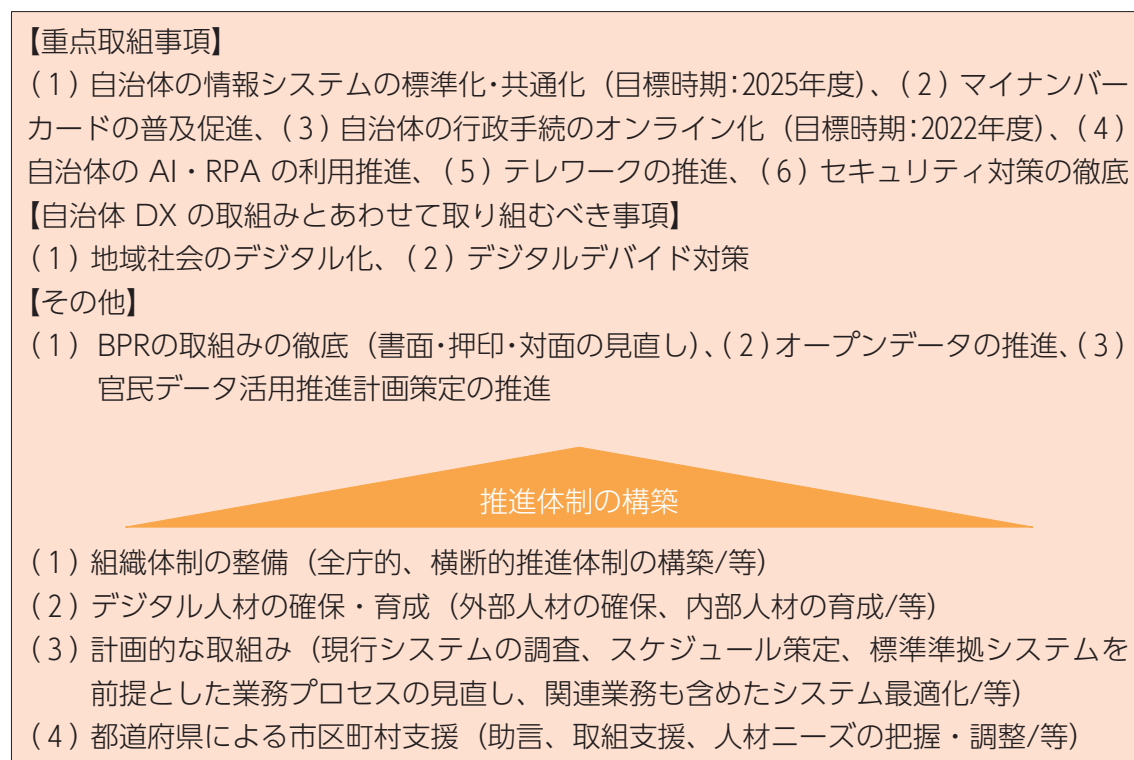 【重点取組事項】
(1)自治体の情報システムの標準化・共通化（目標時期：2025年度）、(2)マイナンバー
カードの普及促進、(3)自治体の行政手続のオンライン化（目標時期：2022年度）、(4)
自治体の AI・RPA の利用推進、(5)テレワークの推進、(6)セキュリティ対策の徹底
【自治体 DX の取組みとあわせて取り組むべき事項】
(1)地域社会のデジタル化、(2)デジタルデバイド対策
【その他】
(1) BPRの取組みの徹底（書面・押印・対面の見直し）、(2)オープンデータの推進、(3)
官民データ活用推進計画策定の推進
推進体制の構築
(1)組織体制の整備（全庁的、横断的推進体制の構築/等）
(2)デジタル人材の確保・育成（外部人材の確保、内部人材の育成/等）
(3)計画的な取組み（現行システムの調査、スケジュール策定、標準準拠システムを
前提とした業務プロセスの見直し、関連業務も含めたシステム最適化/等）
(4)都道府県による市区町村支援（助言、取組支援、人材ニーズの把握・調整/等）